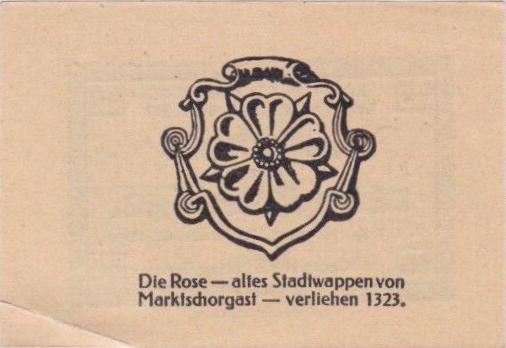 Die Rose — altes Stadtwappen von
Marktschorgast — verliehen 1323.